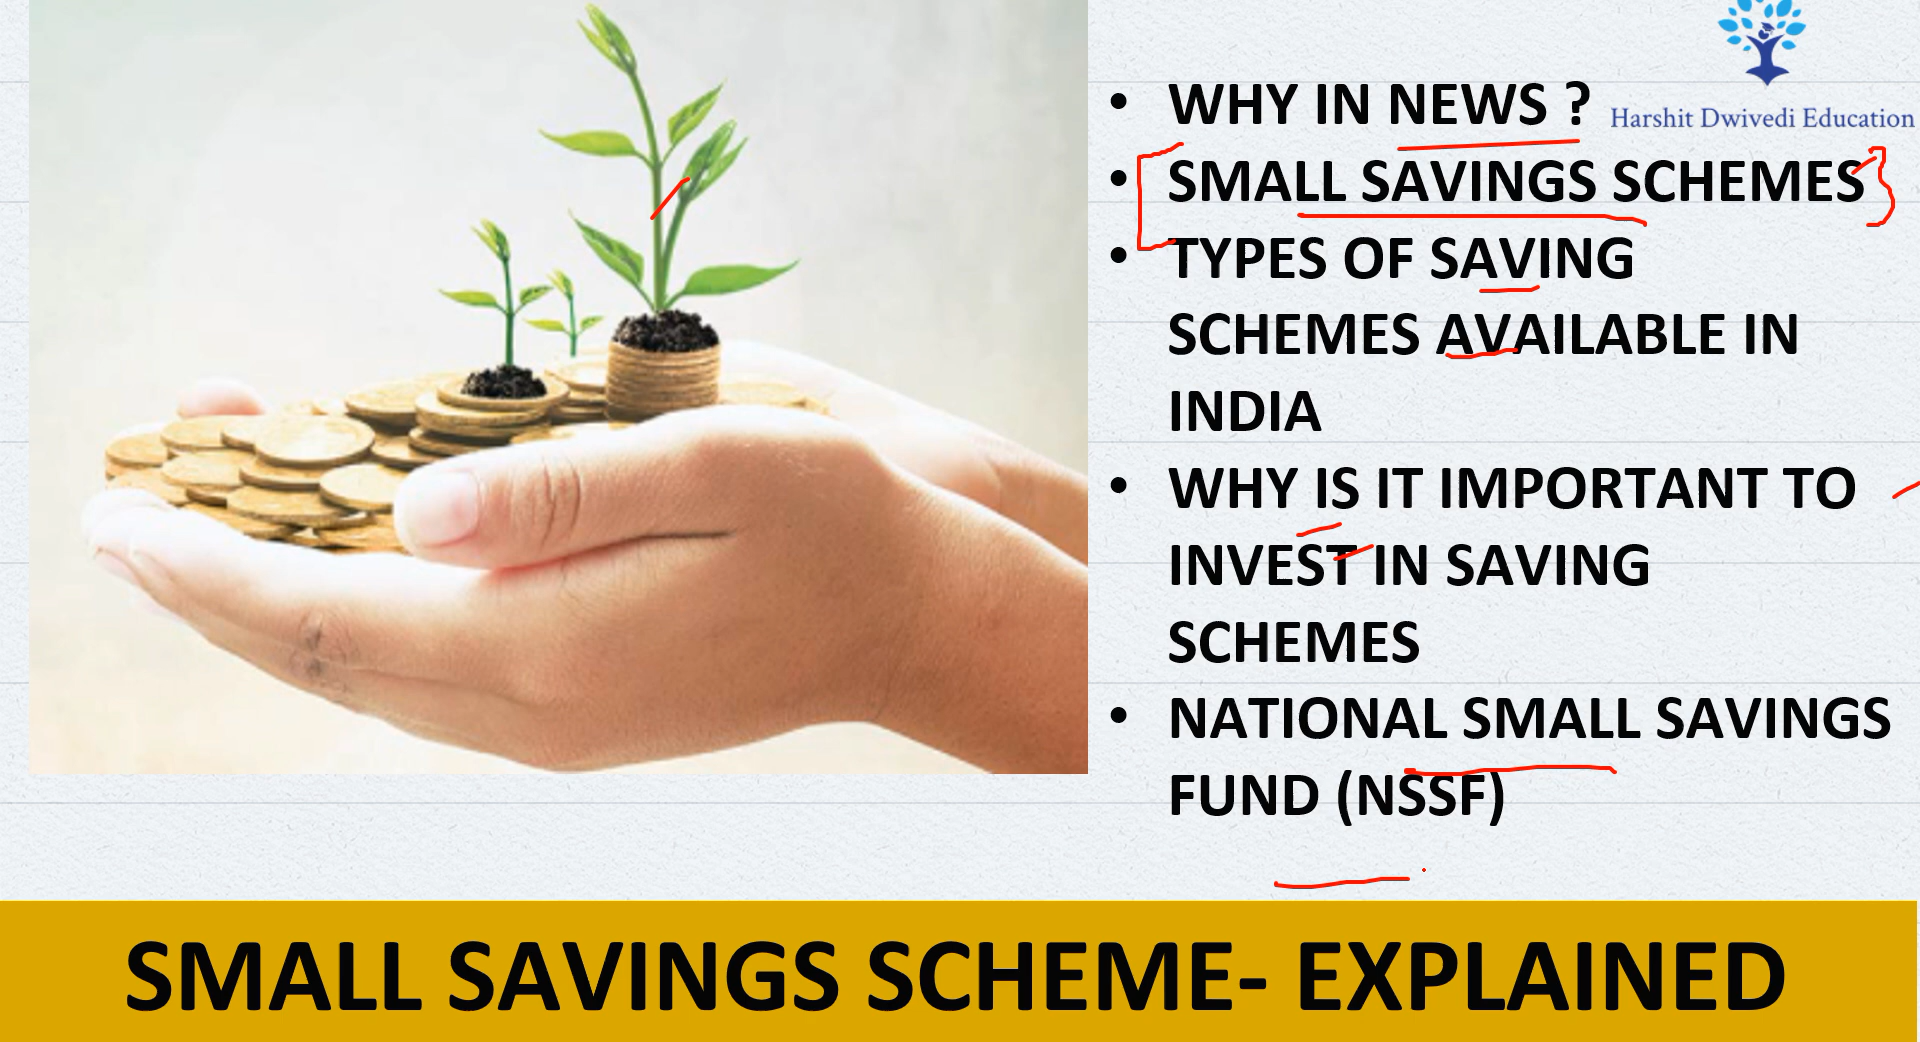 Harshit Dwivedi Education
• WHY IN NEWS ?
• SMALL SAVINGS SCHEMES
• TYPES OF SAVING
SCHEMES AVAILABLE IN
INDIA
• WHY IS IT IMPORTANT TO
INVEST IN SAVING
SCHEMES
• NATIONAL SMALL SAVINGS
FUND (NSSF)
SMALL SAVINGS SCHEME- EXPLAINED